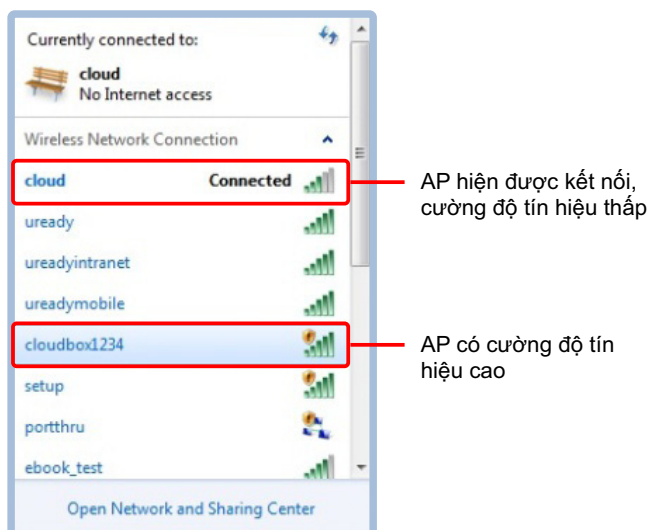 Currently connected to:
cloud
No Internet access
Wireless Network Connection
cloud Connected
AP hiện được kết nối,
cường độ tín hiệu thấp
uready
ureadyintranet
ureadymobile
cloudbox1234
AP có cường độ tín
hiệu cao
setup
portthru
ebook_test
Open Network and Sharing Center